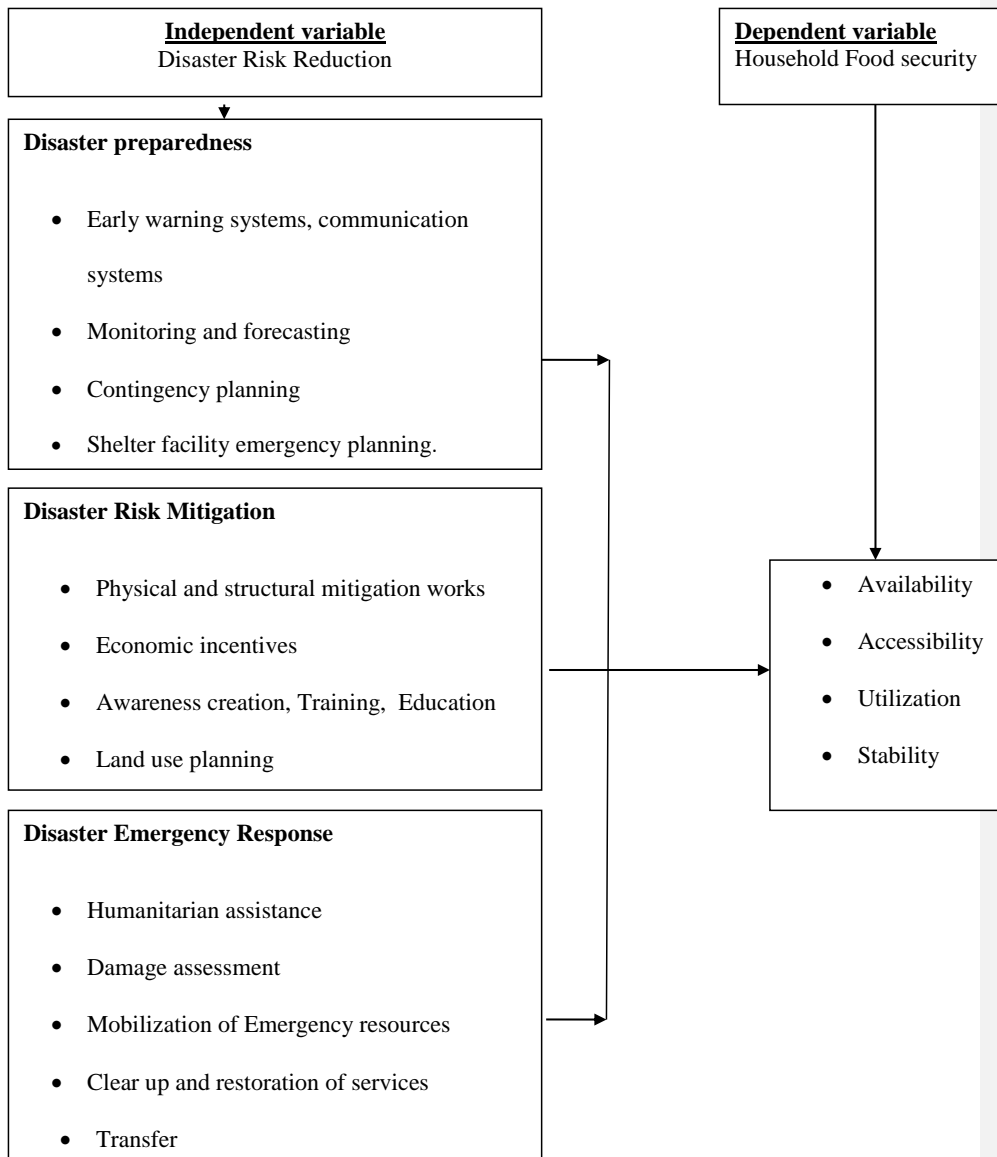 Independent variable
Disaster Risk Reduction
Dependent variable
Household Food security
Disaster preparedness
• Early warning systems, communication
systems
• Monitoring and forecasting
• Contingency planning
• Shelter facility emergency planning.
Disaster Risk Mitigation
• Physical and structural mitigation works
• Economic incentives
• Awareness creation, Training, Education
• Land use planning
• Availability
• Accessibility
• Utilization
• Stability
Disaster Emergency Response
• Humanitarian assistance
• Damage assessment
• Mobilization of Emergency resources
• Clear up and restoration of services
• Transfer